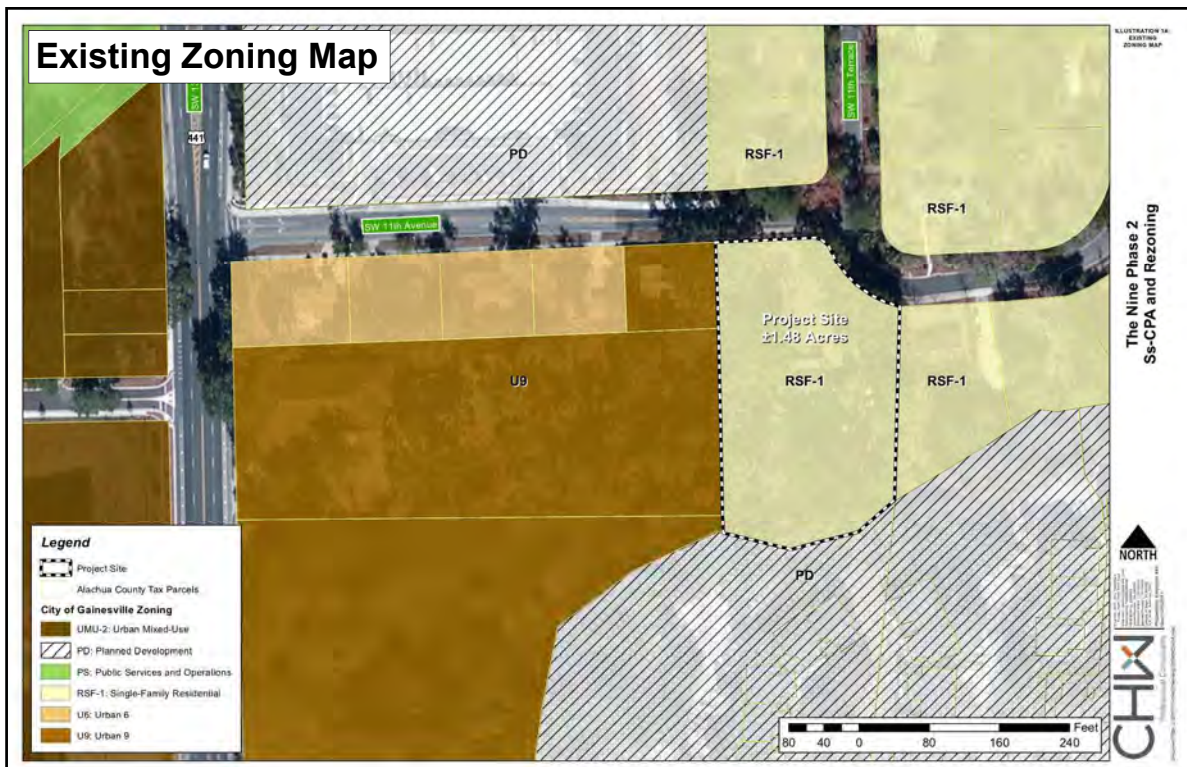 Existing Zoning Map
ILLUSTRATION 1A:
EXISTING
ZONING MAP
441
SW 11th Terrace
PD
RSF-1
RSF-1
SW 11th Avenue
Project Site
±1.48 Acres
U9
RSF-1
RSF-1
PD
The Nine Phase 2
Ss-CPA and Rezoning
Legend
Project Site
Alachua County Tax Parcels
City of Gainesville Zoning
UMU-2: Urban Mixed-Use
PD: Planned Development
PS: Public Services and Operations
RSF-1: Single-Family Residential
U6: Urban 6
U9: Urban 9
Feet
80 40 0 80 160 240
NORTH
CHW
Professional Consultants